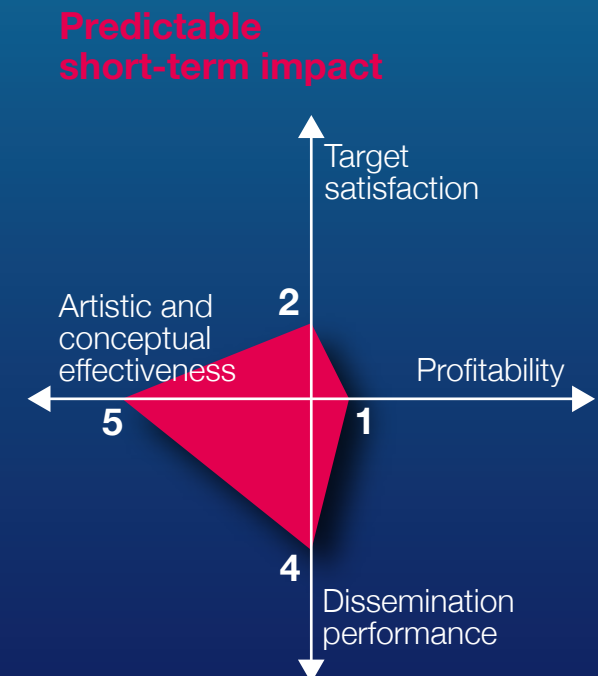 Predictable
short-term impact
Target
satisfaction
2
Artistic and
conceptual
effectiveness
Profitability
5
1
4
Dissemination
performance